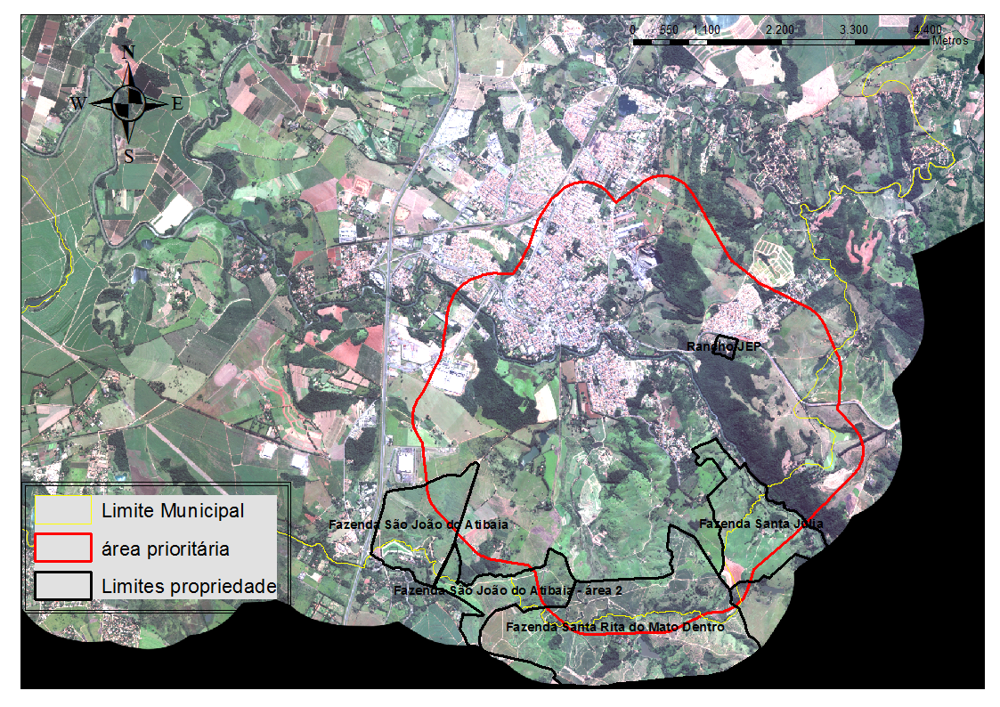 0 550 1.100 2.200 3.300 4.400
Metros
N
W E
S
Rancho JEP
Fazenda São João do Atibaia
Fazenda Santa Júlia
Fazenda São João do Atibaia - área 2
Fazenda Santa Rita do Mato Dentro
Limite Municipal
área prioritária
Limites propriedade